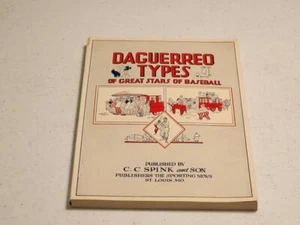 DAGUERREO
TYPES
OF GREAT STARS OF BASEBALL
PUBLISHED BY
C. C. SPINK and SON
PUBLISHERS THE SPORTING NEWS
ST. LOUIS, MO.